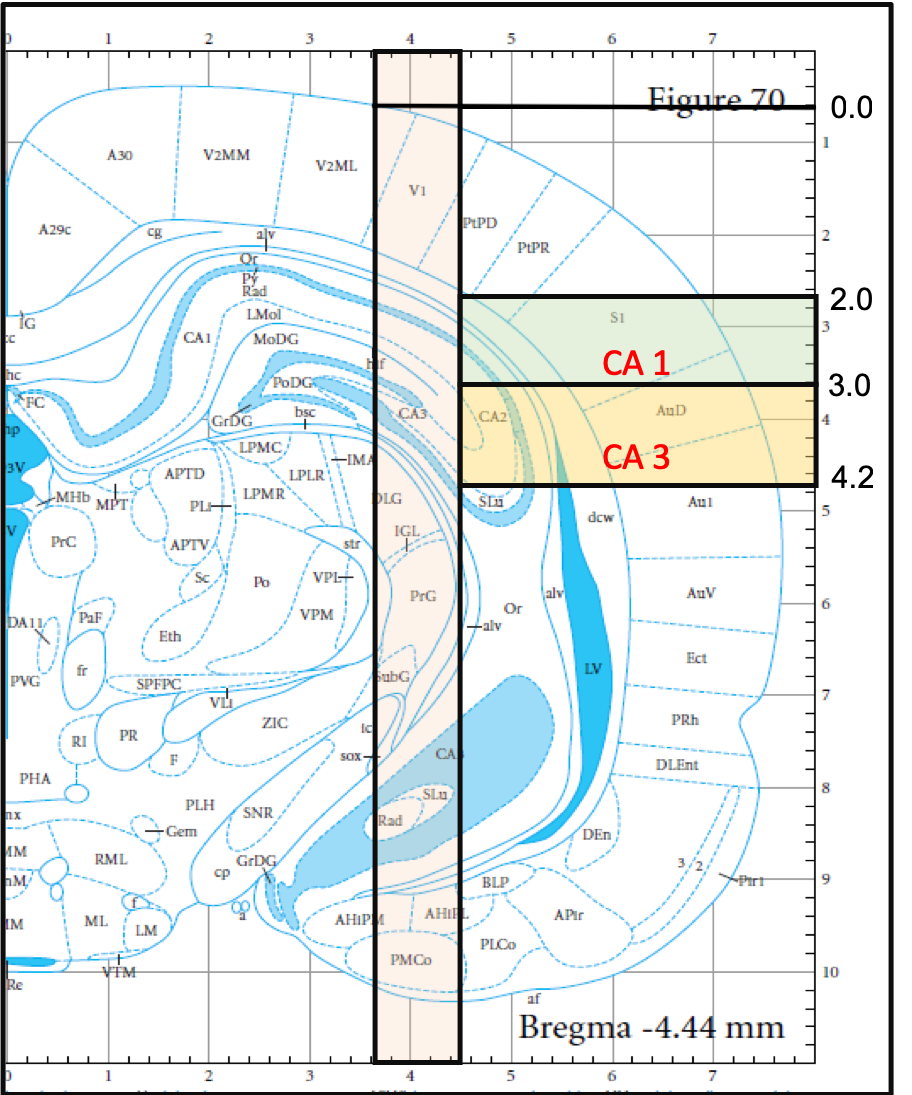 0 1 2 3 4 5 6 7
Figure 70
0.0
1
A30
V2MM
V2ML
V1
PtPD
A29c
cg
alv
PtPR
2
Or
Py
Rad
2.0
IG
LMol
S1
3
cc
CA1
MoDG
hc
hif
CA 1
PoDG
3.0
FC
GrDG
bsc
CA3
CA2
AuD
4
LPMC
IMA
CA 3
3V
APTD
LPLR
4.2
MHb
MPT
PLi
LPMR
DLG
SLu
Au1
5
V
dcw
PrC
APTV
str
IGL
Sc
Po
VPL
alv
AuV
PrG
Or
6
DA11
PaF
VPM
alv
Eth
Ect
PVG
fr
SPFPC
SubG
LV
7
VLi
RI
PR
ZIC
ic
PRh
F
sox
CA3
DLEnt
PHA
8
PLH
SLu
SNR
Rad
Gem
DEn
RML
GrDG
3 2
cp
BLP
Pir1
9
f
ML
LM
a
AHiPM
AHiPL
APir
PLCo
PMCo
VTM
10
Re
af
Bregma -4.44 mm
0 1 2 3 4 5 6 7